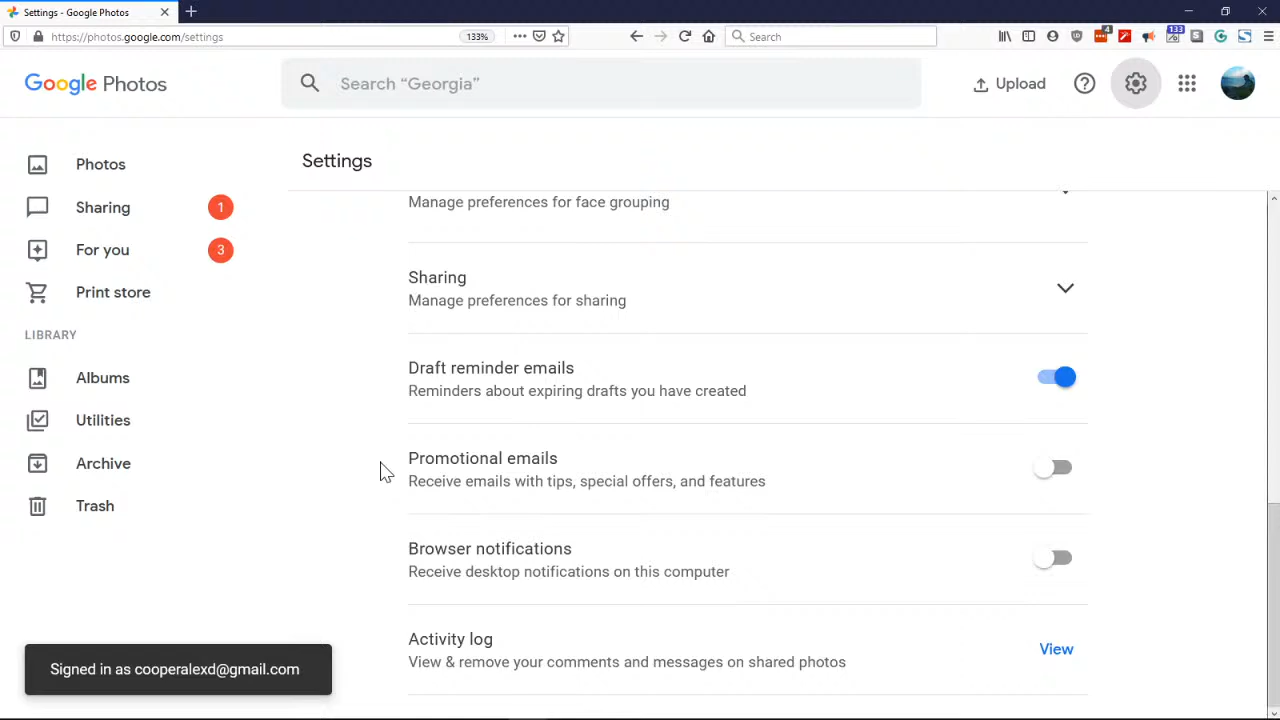 Settings - Google Photos
https://photos.google.com/settings
133%
Search
4
133
Google Photos
Search “Georgia”
Upload
Photos
Sharing
1
For you
3
Print store
LIBRARY
Albums
Utilities
Archive
Trash
Settings
Manage preferences for face grouping
Sharing
Manage preferences for sharing
Draft reminder emails
Reminders about expiring drafts you have created
Promotional emails
Receive emails with tips, special offers, and features
Browser notifications
Receive desktop notifications on this computer
Activity log
View & remove your comments and messages on shared photos
View
Signed in as cooperalexd@gmail.com